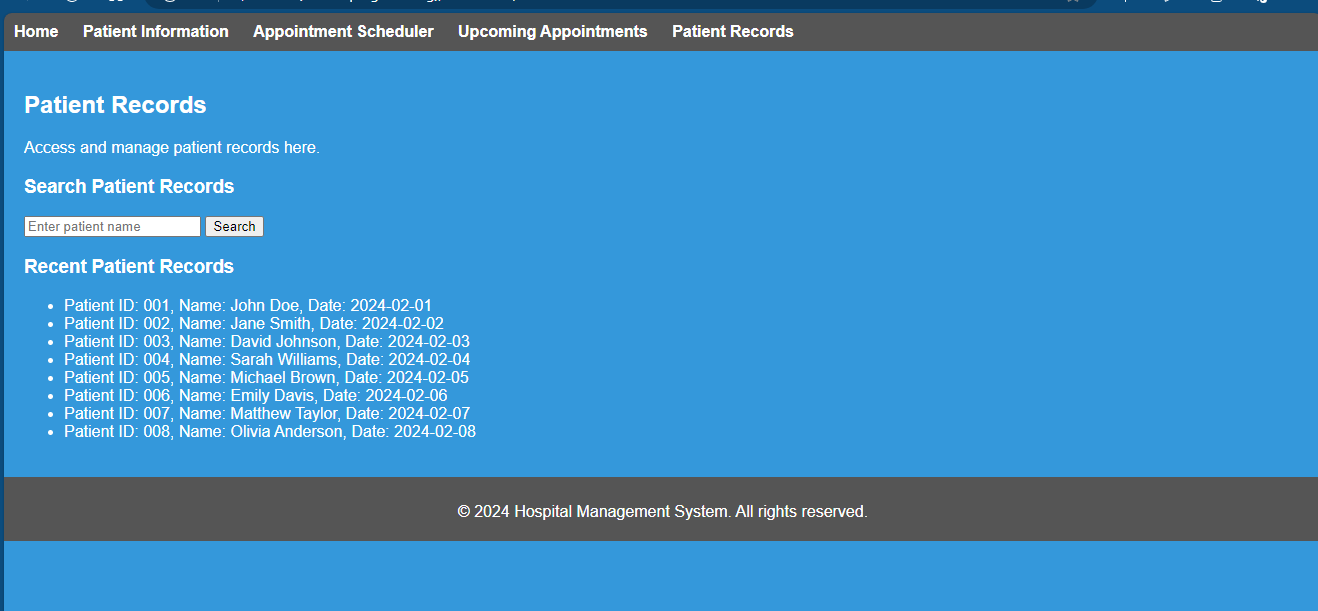 Home Patient Information Appointment Scheduler Upcoming Appointments Patient Records
Patient Records
Access and manage patient records here.
Search Patient Records
Enter patient name Search
Recent Patient Records
Patient ID: 001, Name: John Doe, Date: 2024-02-01
Patient ID: 002, Name: Jane Smith, Date: 2024-02-02
Patient ID: 003, Name: David Johnson, Date: 2024-02-03
Patient ID: 004, Name: Sarah Williams, Date: 2024-02-04
Patient ID: 005, Name: Michael Brown, Date: 2024-02-05
Patient ID: 006, Name: Emily Davis, Date: 2024-02-06
Patient ID: 007, Name: Matthew Taylor, Date: 2024-02-07
Patient ID: 008, Name: Olivia Anderson, Date: 2024-02-08
© 2024 Hospital Management System. All rights reserved.